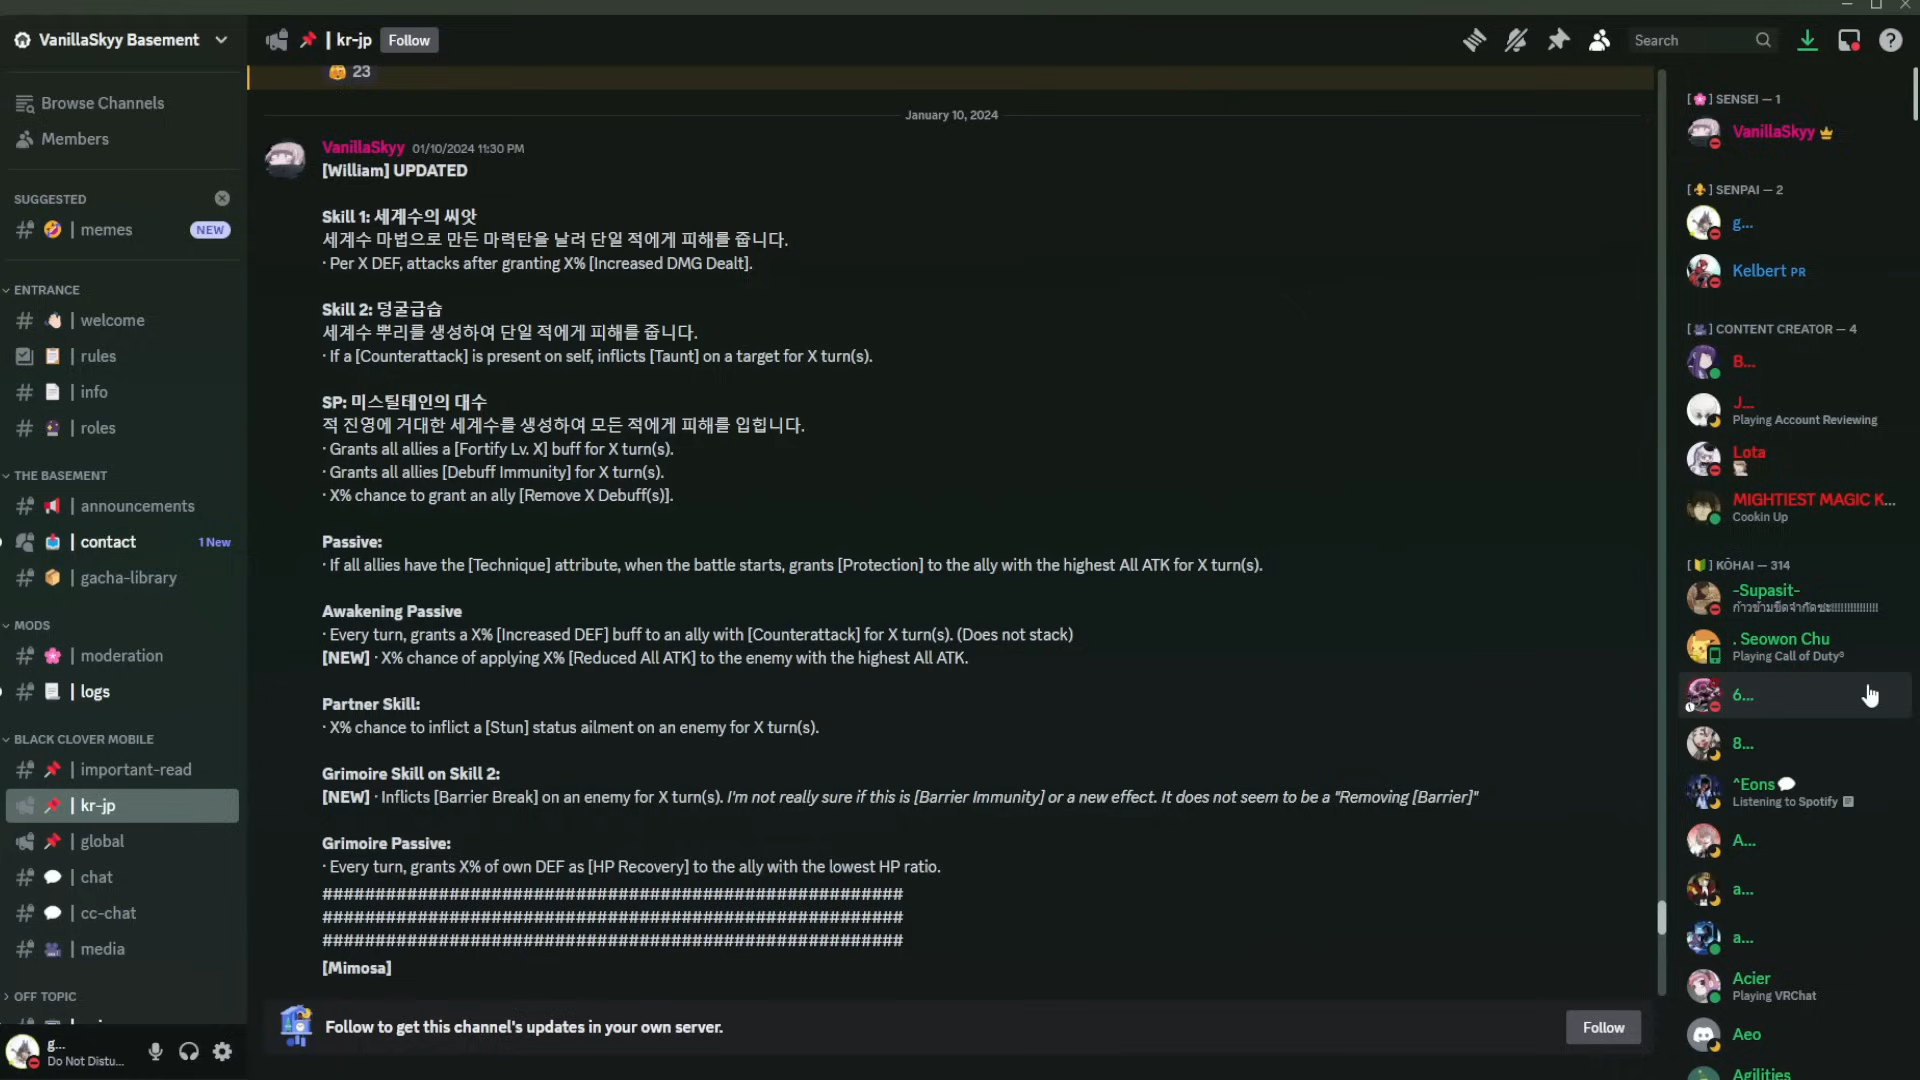 VanillaSkyy Basement
Browse Channels
Members
SUGGESTED
memes
NEW
ENTRANCE
welcome
rules
info
roles
THE BASEMENT
announcements
contact
1 New
gacha-library
MODS
moderation
logs
BLACK CLOVER MOBILE
important-read
kr-jp
global
chat
cc-chat
media
OFF TOPIC
g...
Do Not Distu...
| kr-jp
Follow
Search
23
January 10, 2024
VanillaSkyy 01/10/2024 11:30 PM
[William] UPDATED
Skill 1: 세계수의 씨앗
세계수 마법으로 만든 마력탄을 날려 단일 적에게 피해를 줍니다.
· Per X DEF, attacks after granting X% [Increased DMG Dealt].
Skill 2: 덩굴급습
세계수 뿌리를 생성하여 단일 적에게 피해를 줍니다.
· If a [Counterattack] is present on self, inflicts [Taunt] on a target for X turn(s).
SP: 미스틸테인의 대수
적 진영에 거대한 세계수를 생성하여 모든 적에게 피해를 입힙니다.
· Grants all allies a [Fortify Lv. X] buff for X turn(s).
· Grants all allies [Debuff Immunity] for X turn(s).
· X% chance to grant an ally [Remove X Debuff(s)].
Passive:
· If all allies have the [Technique] attribute, when the battle starts, grants [Protection] to the ally with the highest All ATK for X turn(s).
Awakening Passive
· Every turn, grants a X% [Increased DEF] buff to an ally with [Counterattack] for X turn(s). (Does not stack)
[NEW] · X% chance of applying X% [Reduced All ATK] to the enemy with the highest All ATK.
Partner Skill:
· X% chance to inflict a [Stun] status ailment on an enemy for X turn(s).
Grimoire Skill on Skill 2:
[NEW] · Inflicts [Barrier Break] on an enemy for X turn(s). I'm not really sure if this is [Barrier Immunity] or a new effect. It does not seem to be a "Removing [Barrier]"
Grimoire Passive:
· Every turn, grants X% of own DEF as [HP Recovery] to the ally with the lowest HP ratio.
#######################################################
#######################################################
#######################################################
[Mimosa]
Follow to get this channel's updates in your own server.
Follow
[🌸] SENSEI — 1
VanillaSkyy
[⚜] SENPAI — 2
g...
Kelbert PR
[🎥] CONTENT CREATOR — 4
B...
J...
Playing Account Reviewing
Lota
MIGHTIEST MAGIC K...
Cookin Up
[🔰] KŌHAI — 314
-Supasit-
ก้าวข้ามขีดจำกัดซะ!!!!!!!!!!!!!!!
. Seowon Chu
Playing Call of Duty®
6...
8...
^Eons
Listening to Spotify
A...
a...
a...
Acier
Playing VRChat
Aeo
Agilities